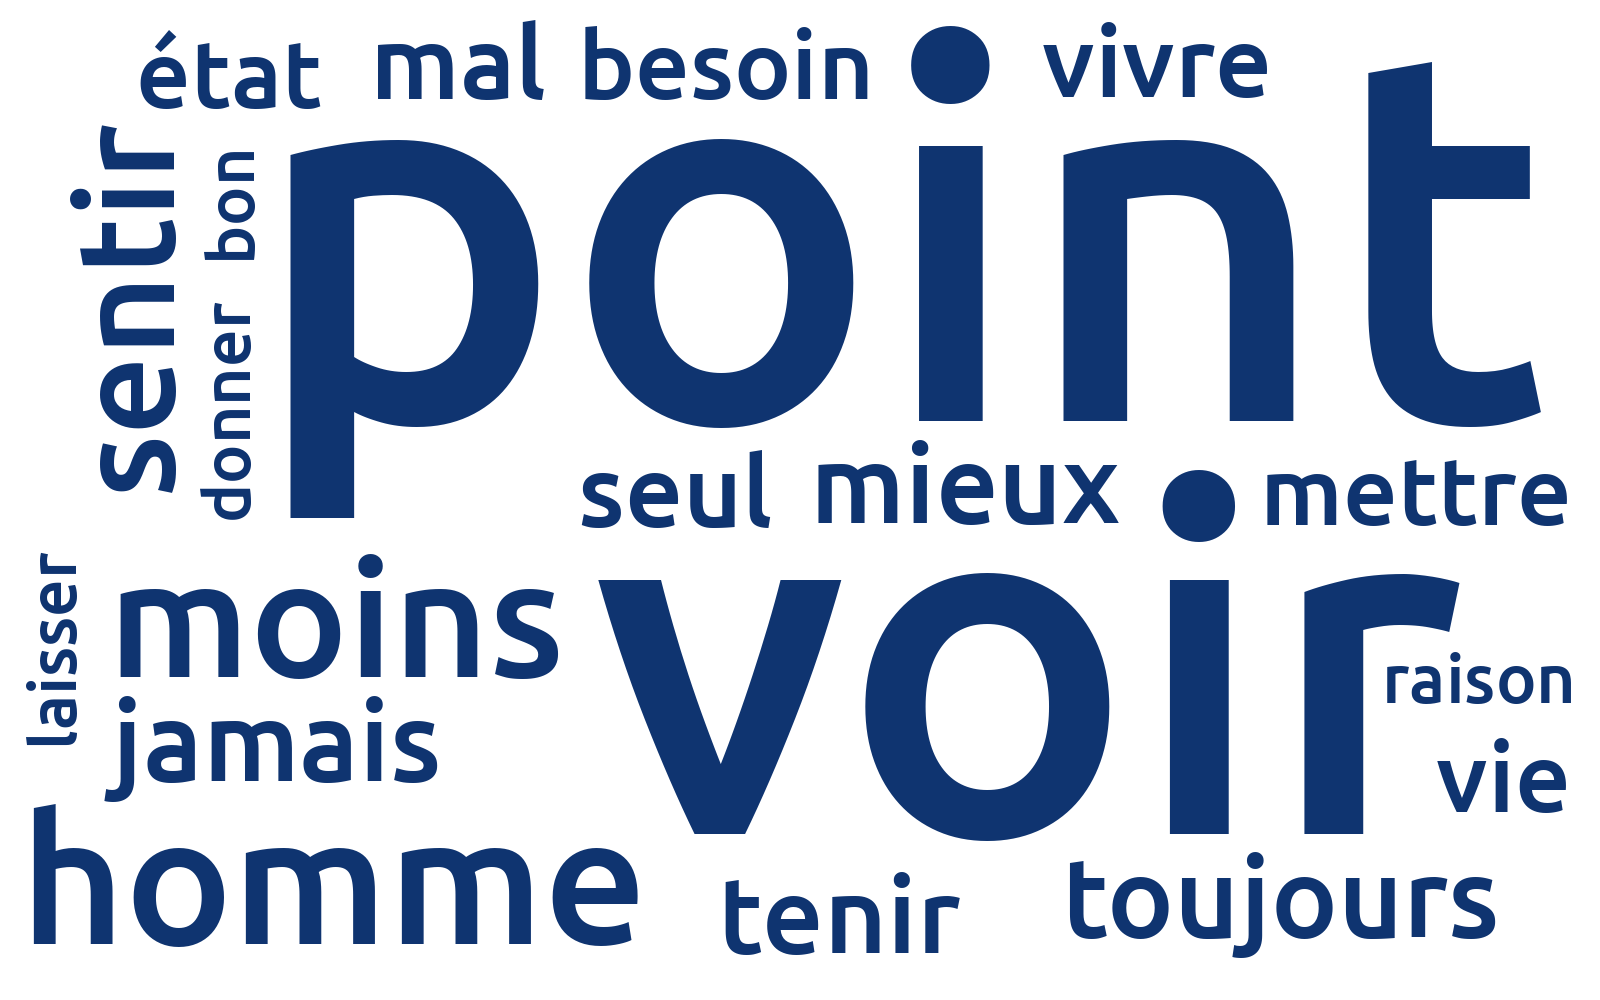 état mal besoin vivre
sentir
bon
donner
point
seul mieux mettre
laisser
moins
voir
raison
jamais
vie
homme
tenir
toujours